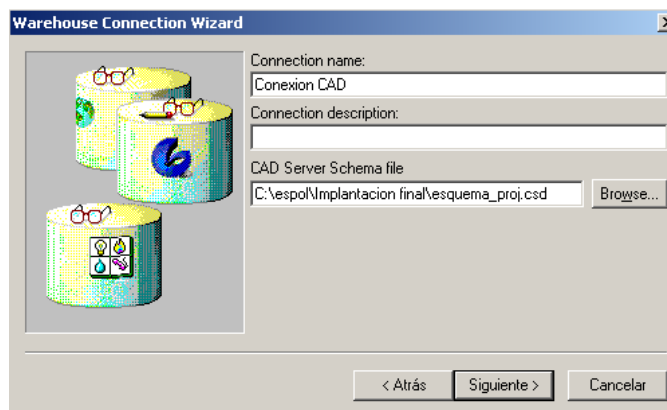 Warehouse Connection Wizard
Connection name:
Conexion CAD
Connection description:
CAD Server Schema file
C:\espol\Implantacion final\esquema_proj.csd
Browse...
< Atrás
Siguiente >
Cancelar